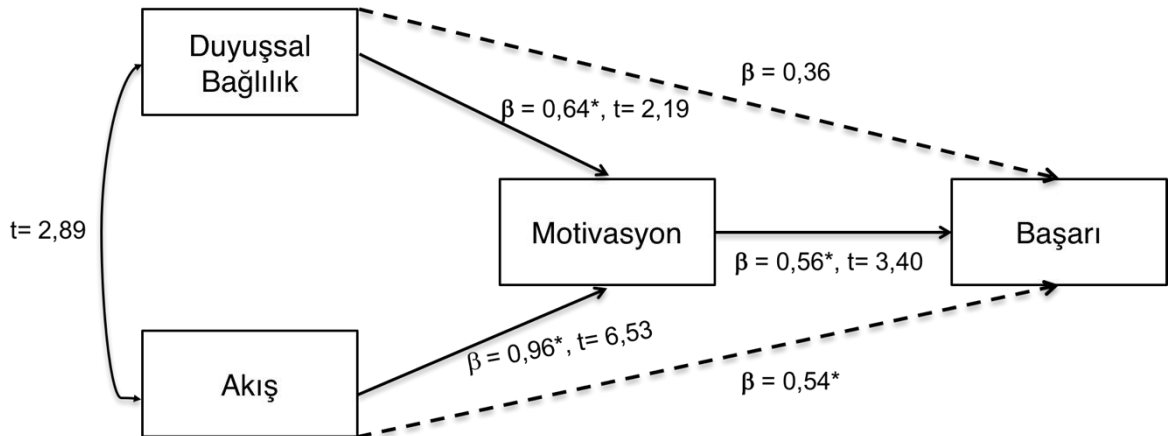 Duyuşsal
Bağlılık
β = 0,36
β = 0,64*, t= 2,19
t= 2,89
Motivasyon
Başarı
β = 0,56*, t= 3,40
β = 0,96*, t= 6,53
Akış
β = 0,54*